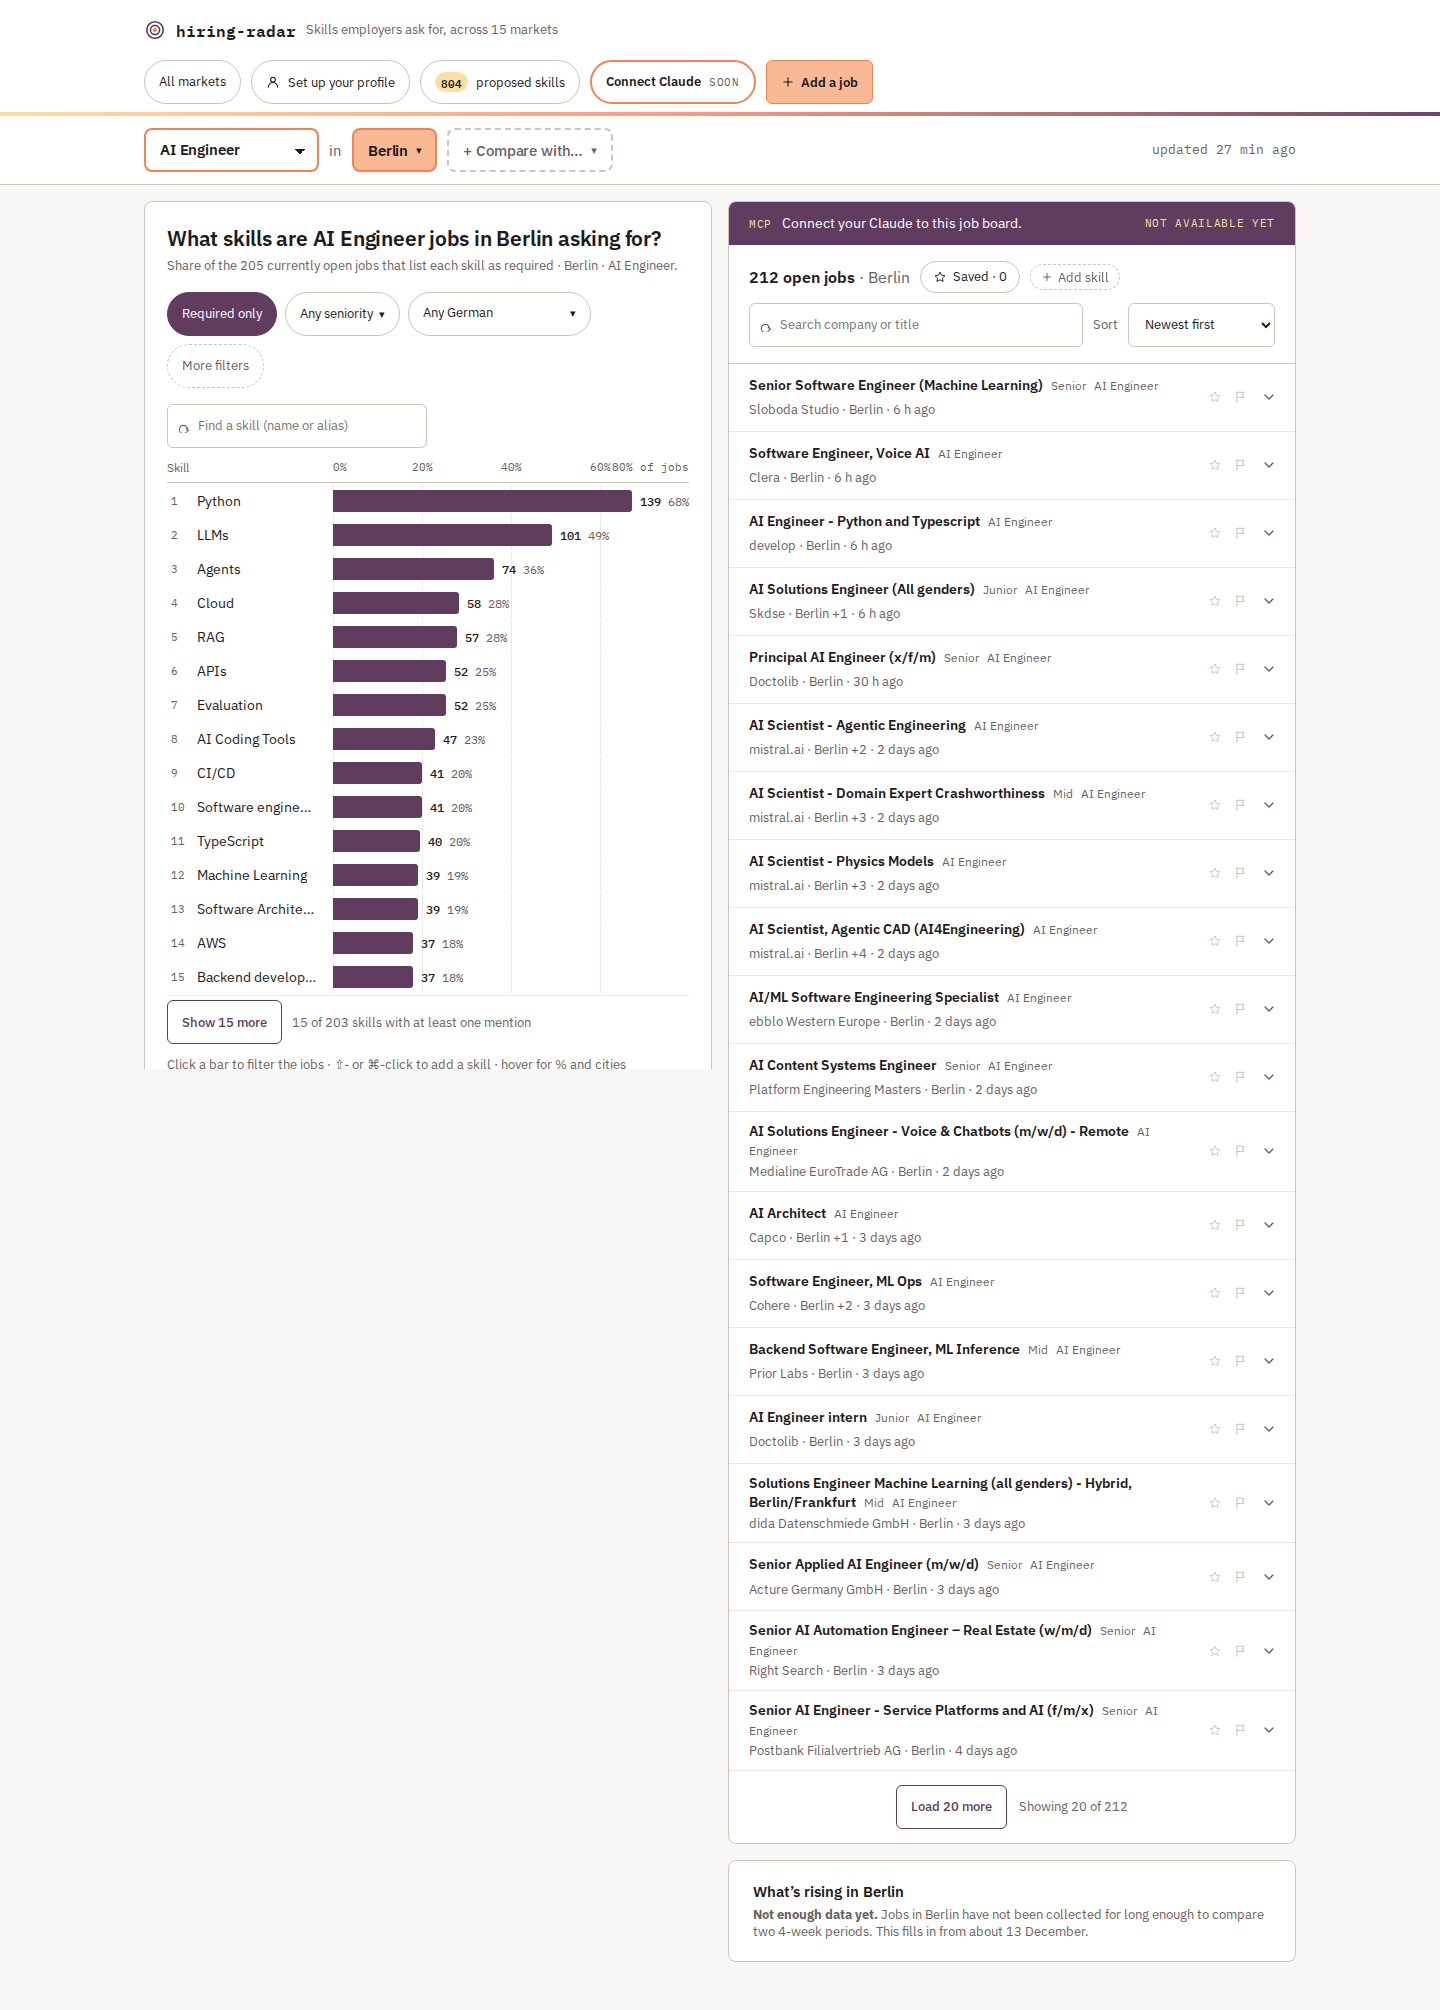 hiring-radar Skills employers ask for, across 15 markets
All markets Set up your profile 804 proposed skills Connect Claude SOON + Add a job
AI Engineer in Berlin ▾ + Compare with... ▾ updated 27 min ago
What skills are AI Engineer jobs in Berlin asking for?
Share of the 205 currently open jobs that list each skill as required · Berlin · AI Engineer.
Required only Any seniority ▾ Any German ▾
More filters
Find a skill (name or alias)
Skill 0% 20% 40% 60% 80% of jobs
1 Python 139 68%
2 LLMs 101 49%
3 Agents 74 36%
4 Cloud 58 28%
5 RAG 57 28%
6 APIs 52 25%
7 Evaluation 52 25%
8 AI Coding Tools 47 23%
9 CI/CD 41 20%
10 Software engine... 41 20%
11 TypeScript 40 20%
12 Machine Learning 39 19%
13 Software Archite... 39 19%
14 AWS 37 18%
15 Backend develop... 37 18%
Show 15 more 15 of 203 skills with at least one mention
Click a bar to filter the jobs · ⇧- or ⌘-click to add a skill · hover for % and cities
MCP Connect your Claude to this job board. NOT AVAILABLE YET
212 open jobs · Berlin Saved · 0 + Add skill
Search company or title Sort Newest first
Senior Software Engineer (Machine Learning) Senior AI Engineer
Sloboda Studio · Berlin · 6 h ago
Software Engineer, Voice AI AI Engineer
Clera · Berlin · 6 h ago
AI Engineer - Python and Typescript AI Engineer
develop · Berlin · 6 h ago
AI Solutions Engineer (All genders) Junior AI Engineer
Skdse · Berlin +1 · 6 h ago
Principal AI Engineer (x/f/m) Senior AI Engineer
Doctolib · Berlin · 30 h ago
AI Scientist - Agentic Engineering AI Engineer
mistral.ai · Berlin +2 · 2 days ago
AI Scientist - Domain Expert Crashworthiness Mid AI Engineer
mistral.ai · Berlin +3 · 2 days ago
AI Scientist - Physics Models AI Engineer
mistral.ai · Berlin +3 · 2 days ago
AI Scientist, Agentic CAD (AI4Engineering) AI Engineer
mistral.ai · Berlin +4 · 2 days ago
AI/ML Software Engineering Specialist AI Engineer
ebblo Western Europe · Berlin · 2 days ago
AI Content Systems Engineer Senior AI Engineer
Platform Engineering Masters · Berlin · 2 days ago
AI Solutions Engineer - Voice & Chatbots (m/w/d) - Remote AI
Engineer
Medialine EuroTrade AG · Berlin · 2 days ago
AI Architect AI Engineer
Capco · Berlin +1 · 3 days ago
Software Engineer, ML Ops AI Engineer
Cohere · Berlin +2 · 3 days ago
Backend Software Engineer, ML Inference Mid AI Engineer
Prior Labs · Berlin · 3 days ago
AI Engineer intern Junior AI Engineer
Doctolib · Berlin · 3 days ago
Solutions Engineer Machine Learning (all genders) - Hybrid,
Berlin/Frankfurt Mid AI Engineer
dida Datenschmiede GmbH · Berlin · 3 days ago
Senior Applied AI Engineer (m/w/d) Senior AI Engineer
Acture Germany GmbH · Berlin · 3 days ago
Senior AI Automation Engineer – Real Estate (w/m/d) Senior AI
Engineer
Right Search · Berlin · 3 days ago
Senior AI Engineer - Service Platforms and AI (f/m/x) Senior AI
Engineer
Postbank Filialvertrieb AG · Berlin · 4 days ago
Load 20 more Showing 20 of 212
What’s rising in Berlin
Not enough data yet. Jobs in Berlin have not been collected for long enough to compare
two 4-week periods. This fills in from about 13 December.